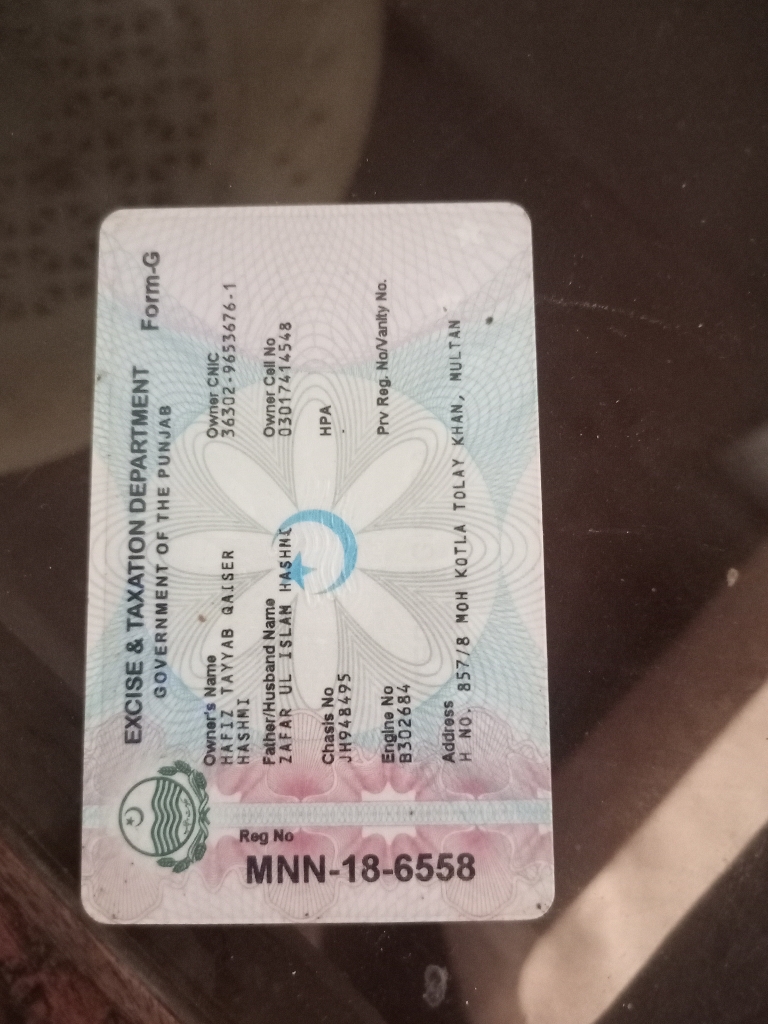 EXCISE & TAXATION DEPARTMENT
GOVERNMENT OF THE PUNJAB
Form-G
Owner's Name
HAFIZ TAYYAB QAISER
HASHMI
Owner CNIC
36302-9653676-1
Father/Husband Name
ZAFAR UL ISLAM HASHMI
Owner Cell No
03017414548
Chasis No
JH948495
HPA
.
Engine No
B302684
Prv Reg. No/Vanity No.
Address
H NO. 857/8 MOH KOTLA TOLAY KHAN, MULTAN
Reg No
MNN-18-6558